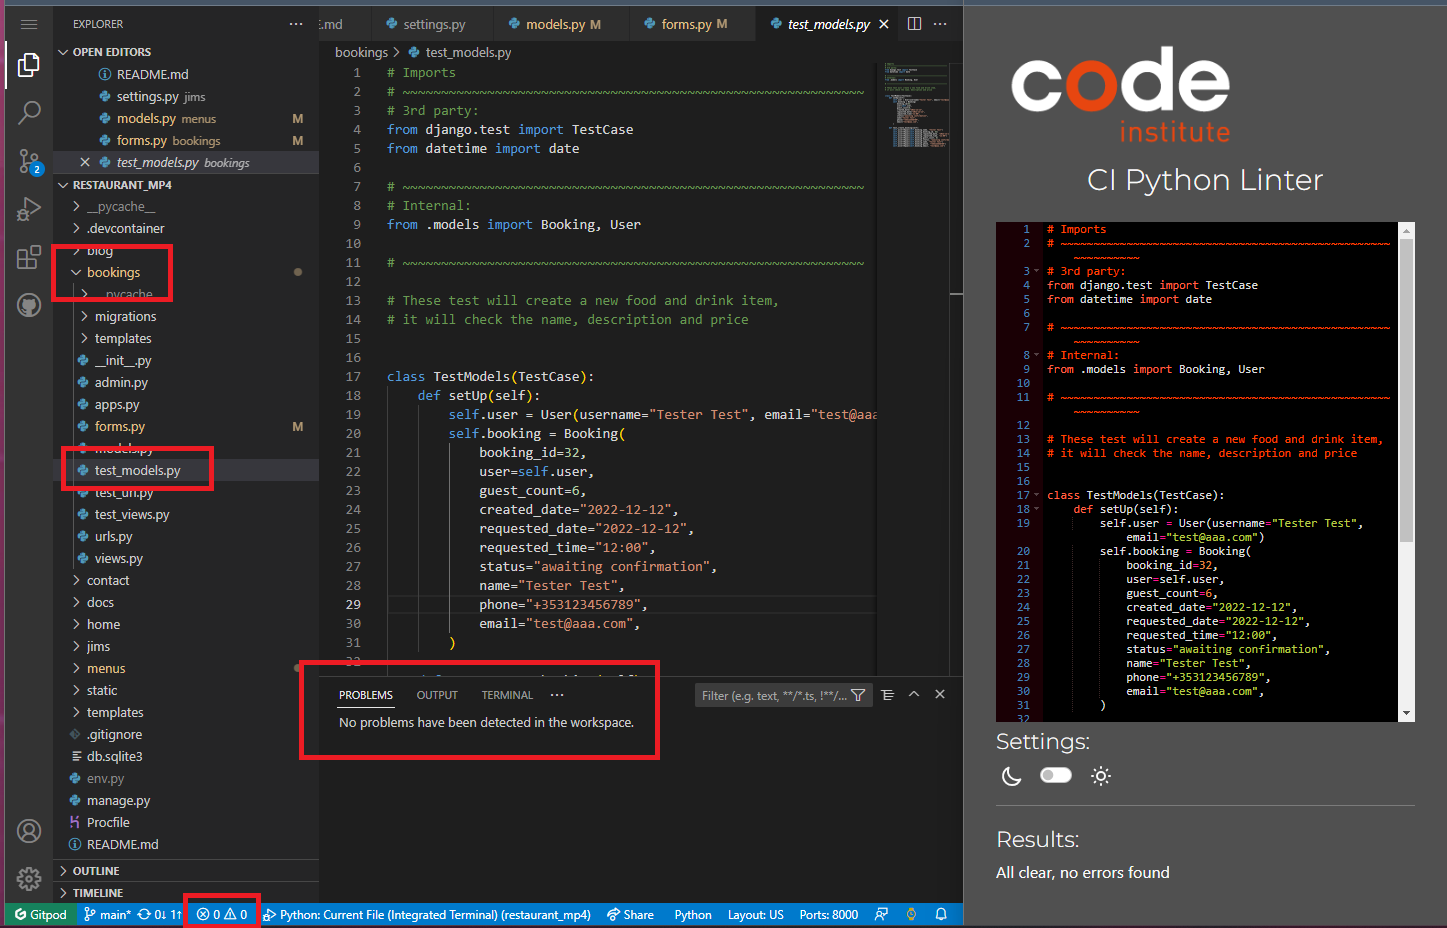 EXPLORER
OPEN EDITORS
README.md
settings.py jims
models.py menus M
forms.py bookings M
test_models.py bookings
RESTAURANT_MP4
__pycache__
.devcontainer
blog
bookings
__pycache__
migrations
templates
__init__.py
admin.py
apps.py
forms.py M
models.py
test_models.py
test_url.py
test_views.py
urls.py
views.py
contact
docs
home
jims
menus
static
templates
.gitignore
db.sqlite3
env.py
manage.py
Procfile
README.md
OUTLINE
TIMELINE
2
.md settings.py models.py M forms.py M test_models.py
bookings > test_models.py
1 # Imports
2 # ~~~~~~~~~~~~~~~~~~~~~~~~~~~~~~~~~~~~~~~~~~~~~~~~~~~~~~~~~~~~
3 # 3rd party:
4 from django.test import TestCase
5 from datetime import date
6
7 # ~~~~~~~~~~~~~~~~~~~~~~~~~~~~~~~~~~~~~~~~~~~~~~~~~~~~~~~~~~~~
8 # Internal:
9 from .models import Booking, User
10
11 # ~~~~~~~~~~~~~~~~~~~~~~~~~~~~~~~~~~~~~~~~~~~~~~~~~~~~~~~~~~~~
12
13 # These test will create a new food and drink item,
14 # it will check the name, description and price
15
16
17 class TestModels(TestCase):
18 def setUp(self):
19 self.user = User(username="Tester Test", email="test@aaa
20 self.booking = Booking(
21 booking_id=32,
22 user=self.user,
23 guest_count=6,
24 created_date="2022-12-12",
25 requested_date="2022-12-12",
26 requested_time="12:00",
27 status="awaiting confirmation",
28 name="Tester Test",
29 phone="+353123456789",
30 email="test@aaa.com",
31 )
32
PROBLEMS OUTPUT TERMINAL ··· Filter (e.g. text, **/*.ts, !**/...
No problems have been detected in the workspace.
Gitpod main* 0↓ 1↑ 0 0 Python: Current File (Integrated Terminal) (restaurant_mp4) Share Python Layout: US Ports: 8000
code
institute
CI Python Linter
1 # Imports
2 # ~~~~~~~~~~~~~~~~~~~~~~~~~~~~~~~~~~~~~~~~~~~~~~~~~~
~~~~~~~~~~
3 # 3rd party:
4 from django.test import TestCase
5 from datetime import date
6
7 # ~~~~~~~~~~~~~~~~~~~~~~~~~~~~~~~~~~~~~~~~~~~~~~~~~~
~~~~~~~~~~
8 # Internal:
9 from .models import Booking, User
10
11 # ~~~~~~~~~~~~~~~~~~~~~~~~~~~~~~~~~~~~~~~~~~~~~~~~~~
~~~~~~~~~~
12
13 # These test will create a new food and drink item,
14 # it will check the name, description and price
15
16
17 class TestModels(TestCase):
18 def setUp(self):
19 self.user = User(username="Tester Test",
email="test@aaa.com")
20 self.booking = Booking(
21 booking_id=32,
22 user=self.user,
23 guest_count=6,
24 created_date="2022-12-12",
25 requested_date="2022-12-12",
26 requested_time="12:00",
27 status="awaiting confirmation",
28 name="Tester Test",
29 phone="+353123456789",
30 email="test@aaa.com",
31 )
32
Settings:
Results:
All clear, no errors found